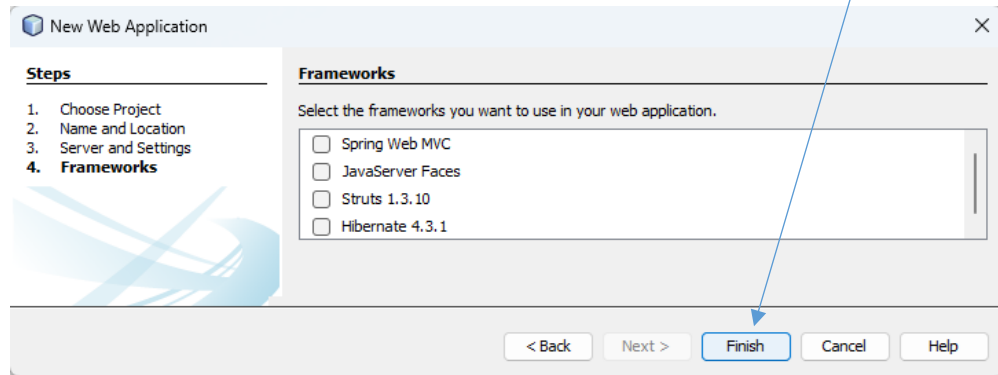 New Web Application
Steps
1. Choose Project
2. Name and Location
3. Server and Settings
4. Frameworks
Frameworks
Select the frameworks you want to use in your web application.
Spring Web MVC
JavaServer Faces
Struts 1.3.10
Hibernate 4.3.1
< Back
Next >
Finish
Cancel
Help